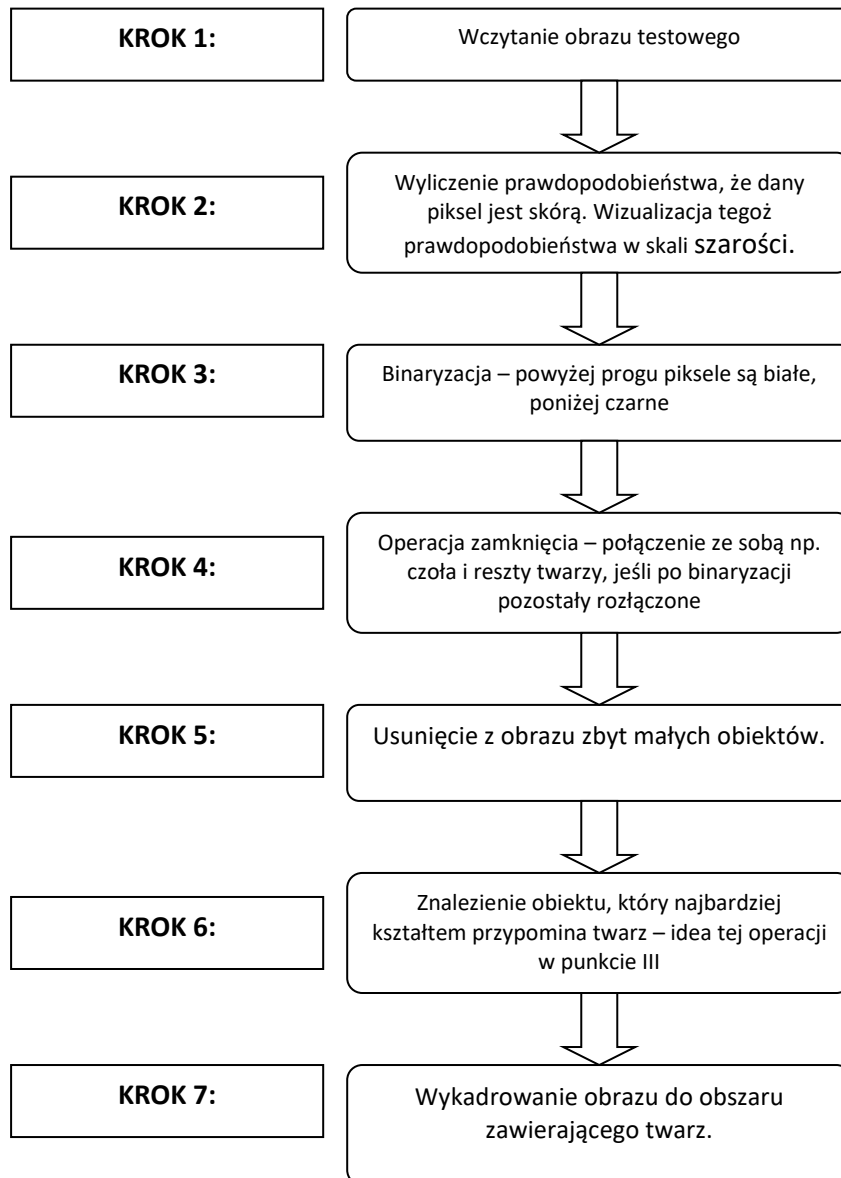 KROK 1:
Wczytanie obrazu testowego
KROK 2:
Wyliczenie prawdopodobieństwa, że dany
piksel jest skórą. Wizualizacja tegoż
prawdopodobieństwa w skali szarości.
KROK 3:
Binaryzacja – powyżej progu piksele są białe,
poniżej czarne
KROK 4:
Operacja zamknięcia – połączenie ze sobą np.
czoła i reszty twarzy, jeśli po binaryzacji
pozostały rozłączone
KROK 5:
Usunięcie z obrazu zbyt małych obiektów.
KROK 6:
Znalezienie obiektu, który najbardziej
kształtem przypomina twarz – idea tej operacji
w punkcie III
KROK 7:
Wykadrowanie obrazu do obszaru
zawierającego twarz.